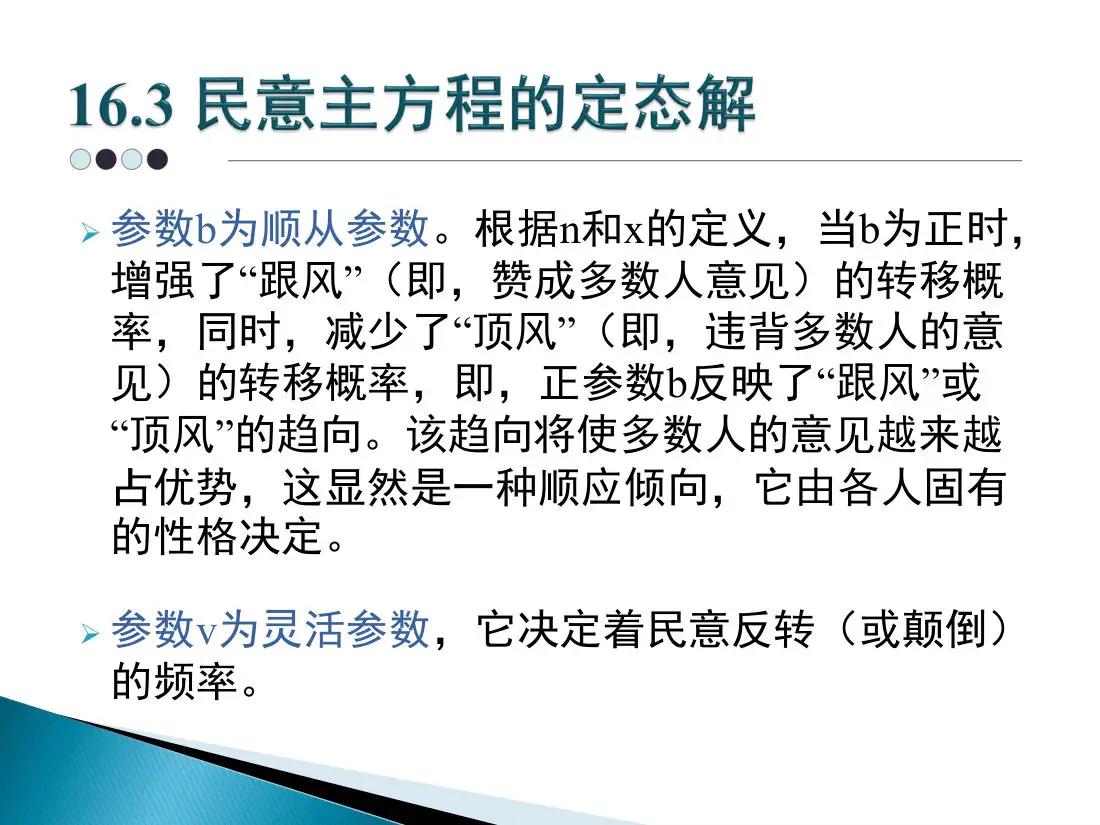 16.3 民意主方程的定态解
参数b为顺从参数。根据n和x的定义，当b为正时，
增强了“跟风”（即，赞成多数人意见）的转移概
率，同时，减少了“顶风”（即，违背多数人的意
见）的转移概率，即，正参数b反映了“跟风”或
“顶风”的趋向。该趋向将使多数人的意见越来越
占优势，这显然是一种顺应倾向，它由各人固有
的性格决定。
参数v为灵活参数，它决定着民意反转（或颠倒）
的频率。